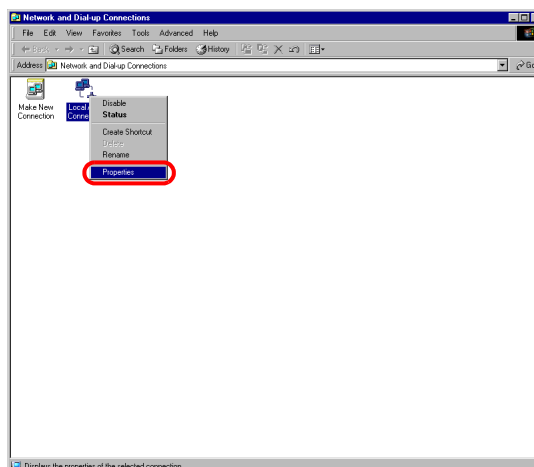 Network and Dial-up Connections
File Edit View Favorites Tools Advanced Help
Back Search Folders History
Address Network and Dial-up Connections Go
Make New
Connection
Local
Conne
Disable
Status
Create Shortcut
Delete
Rename
Properties
Displays the properties of the selected connection